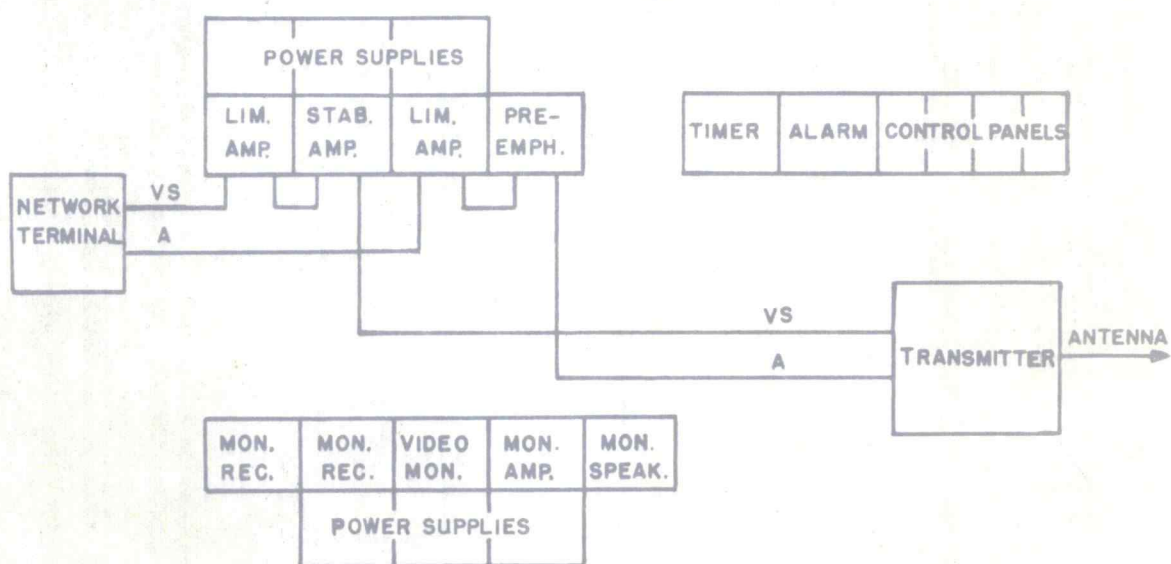 POWER SUPPLIES
LIM. AMP.
STAB. AMP.
LIM. AMP.
PRE-EMPH.
TIMER
ALARM
CONTROL PANELS
NETWORK TERMINAL
VS
A
VS
A
TRANSMITTER
ANTENNA
MON. REC.
MON. REC.
VIDEO MON.
MON. AMP.
MON. SPEAK.
POWER SUPPLIES